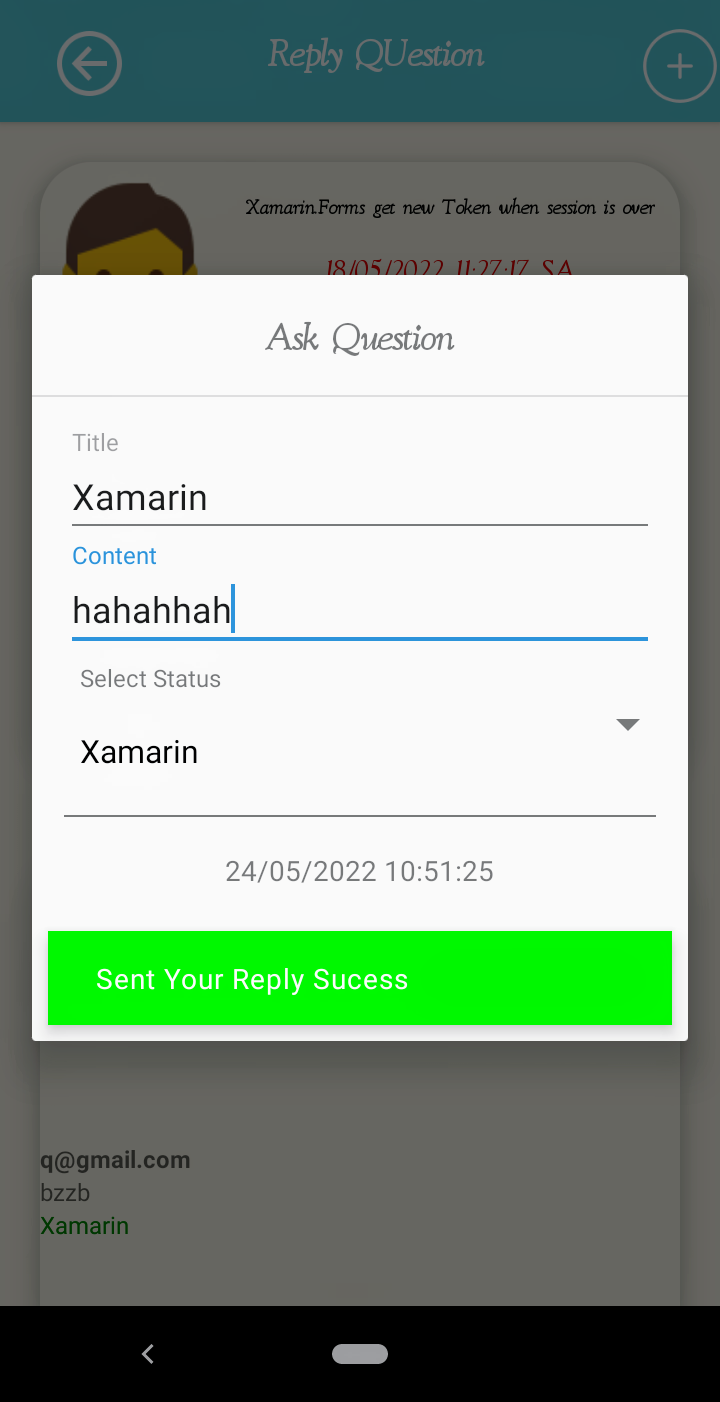 Reply QUestion
Xamarin.Forms get new Token when session is over
18/05/2022 11:27:17 SA
Ask Question
Title
Xamarin
Content
hahahhah
Select Status
Xamarin
24/05/2022 10:51:25
Sent Your Reply Sucess
q@gmail.com
bzzb
Xamarin